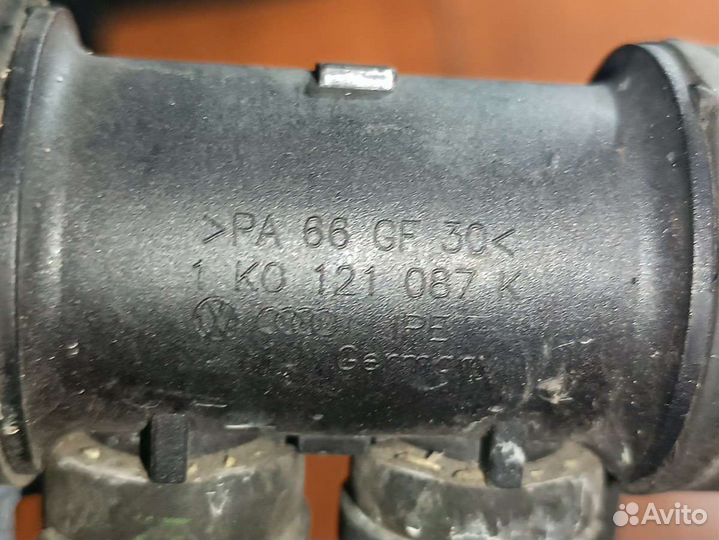 >PA 66 GF 30<
1 K0 121 087 K
IPE
Germany
Avito